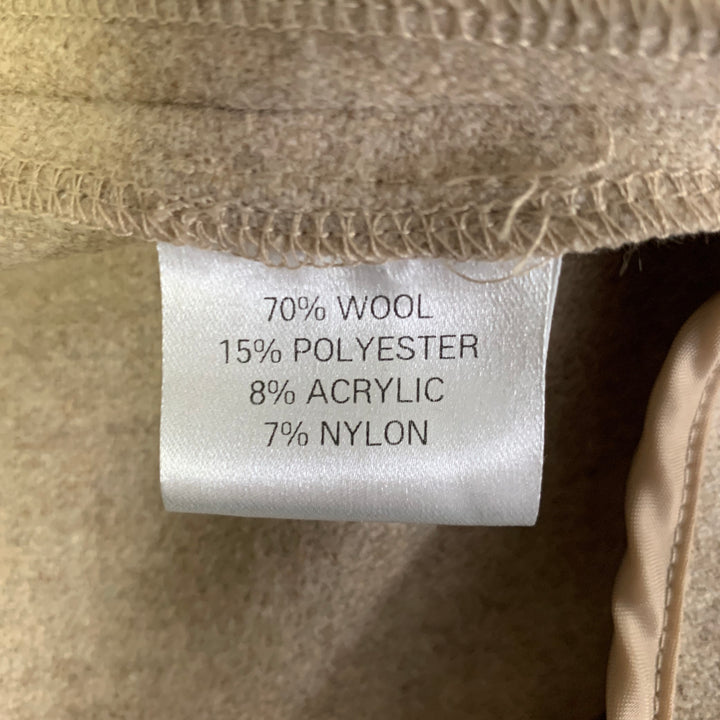 70% WOOL
15% POLYESTER
8% ACRYLIC
7% NYLON